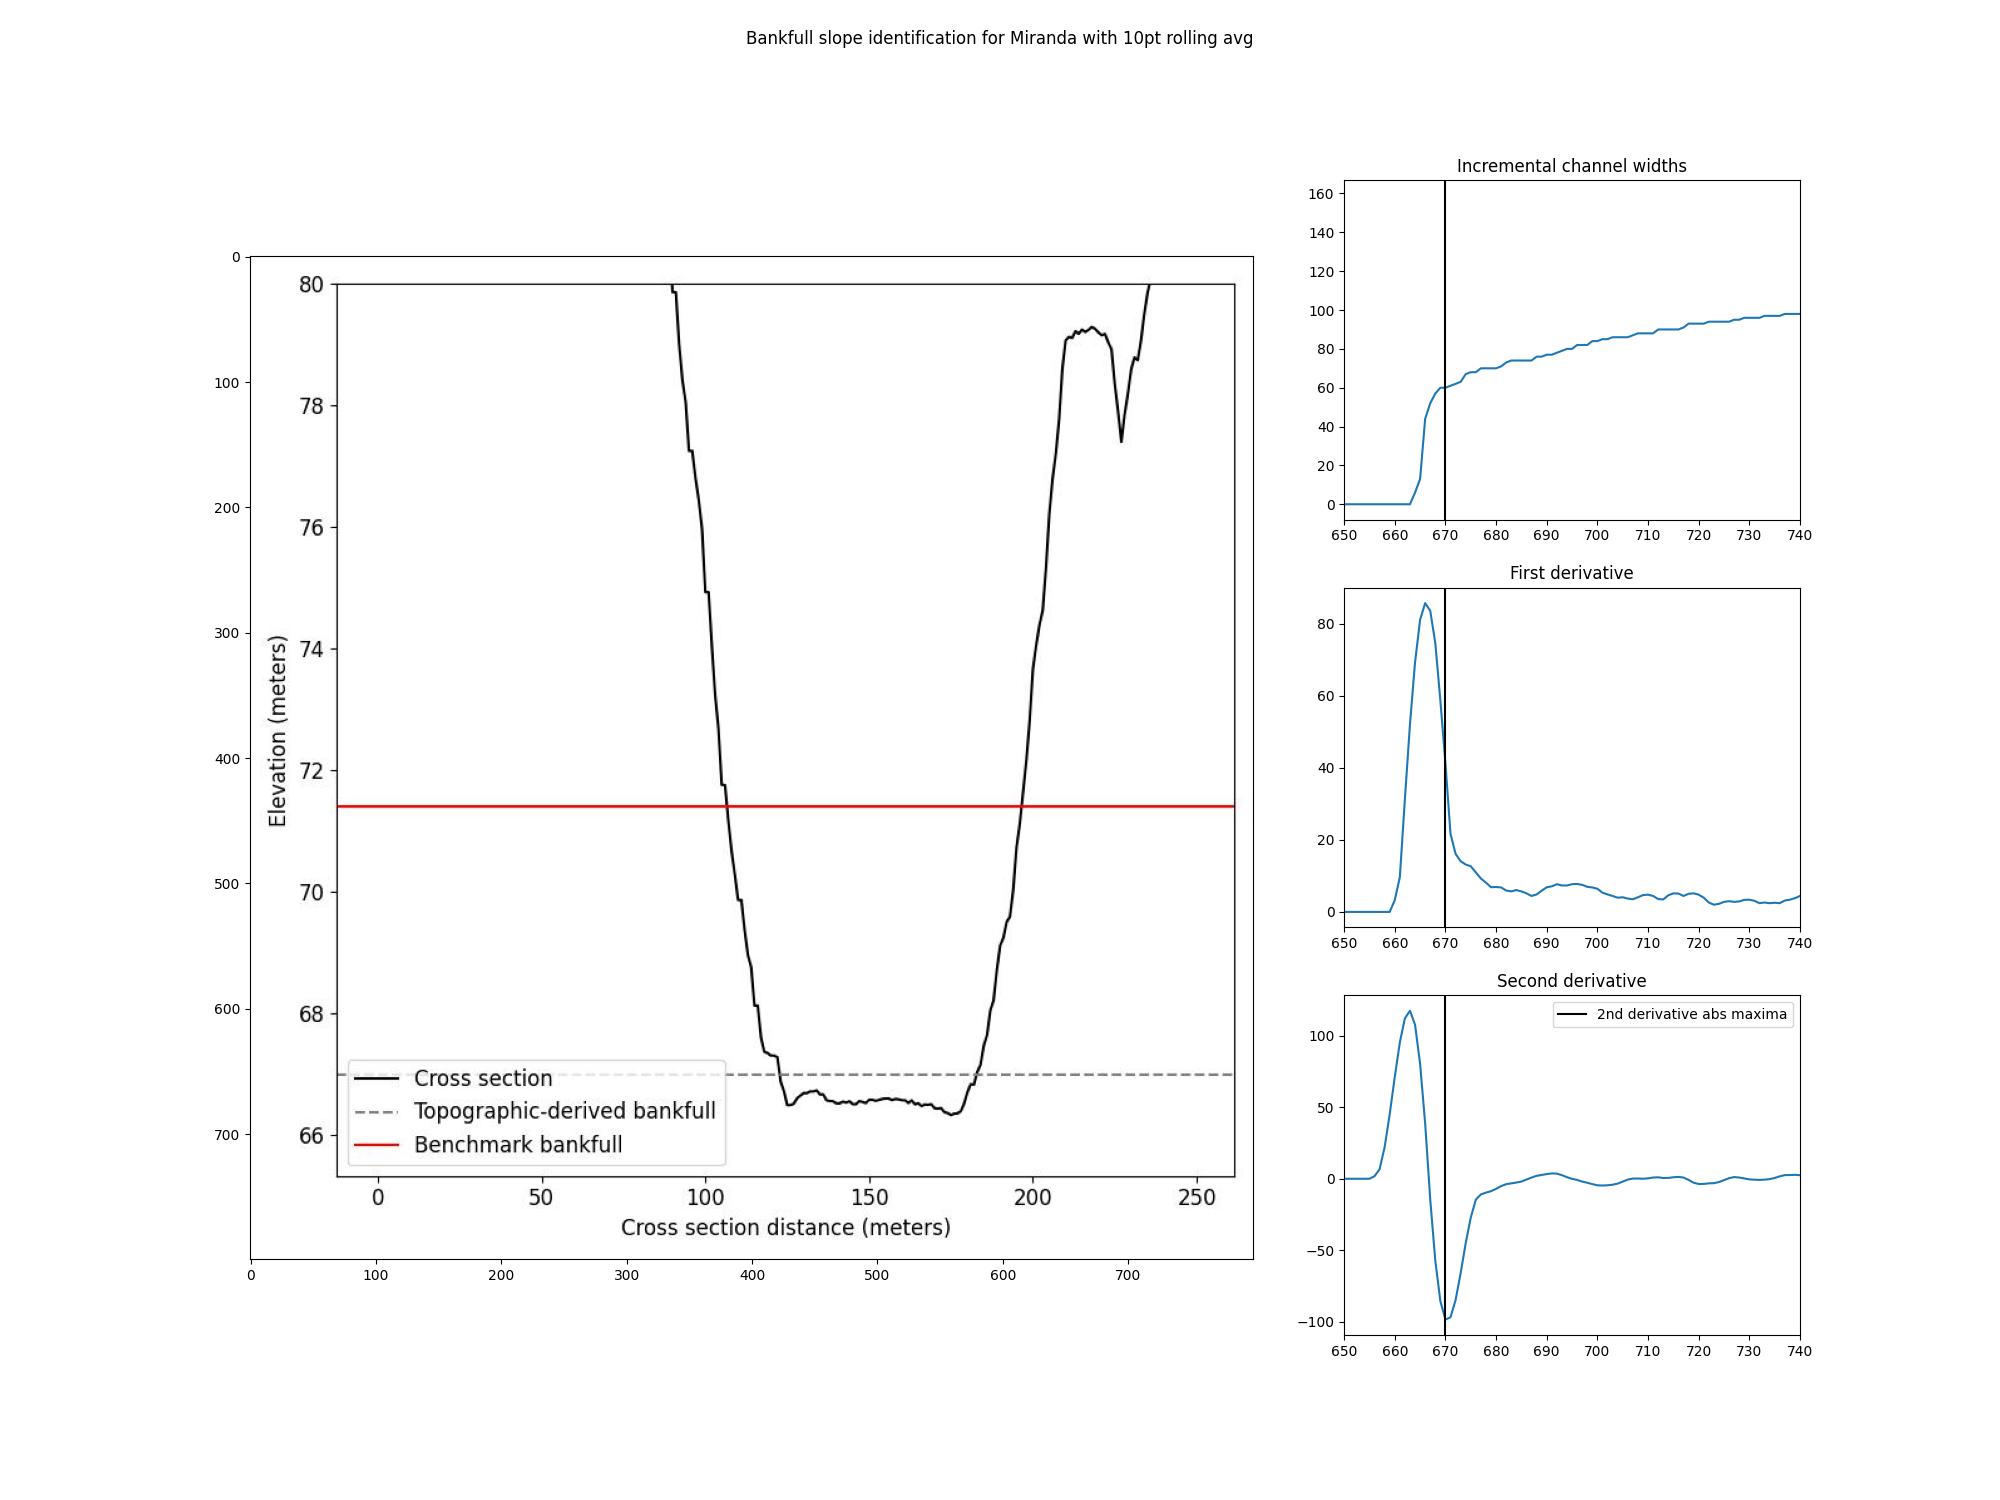 Bankfull slope identification for Miranda with 10pt rolling avg
0
100
200
300
400
500
600
700
80
78
76
74
72
70
68
66
Elevation (meters)
Cross section
Topographic-derived bankfull
Benchmark bankfull
0 50 100 150 200 250
Cross section distance (meters)
0 100 200 300 400 500 600 700
Incremental channel widths
160
140
120
100
80
60
40
20
0
650 660 670 680 690 700 710 720 730 740
First derivative
80
60
40
20
0
650 660 670 680 690 700 710 720 730 740
Second derivative
2nd derivative abs maxima
100
50
0
−50
−100
650 660 670 680 690 700 710 720 730 740